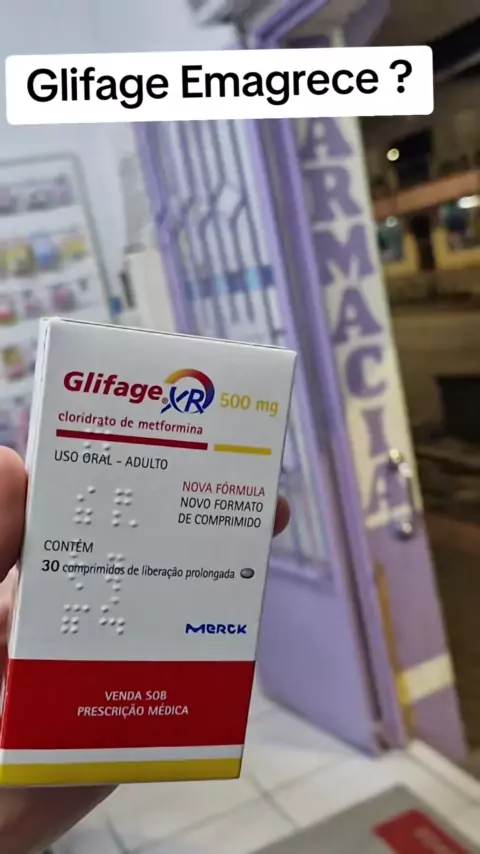 Glifage Emagrece ?
FARMACIA
Glifage® XR 500 mg
cloridrato de metformina
USO ORAL – ADULTO
NOVA FÓRMULA
NOVO FORMATO
DE COMPRIMIDO
CONTÉM
30 comprimidos de liberação prolongada
MERCK
VENDA SOB
PRESCRIÇÃO MÉDICA